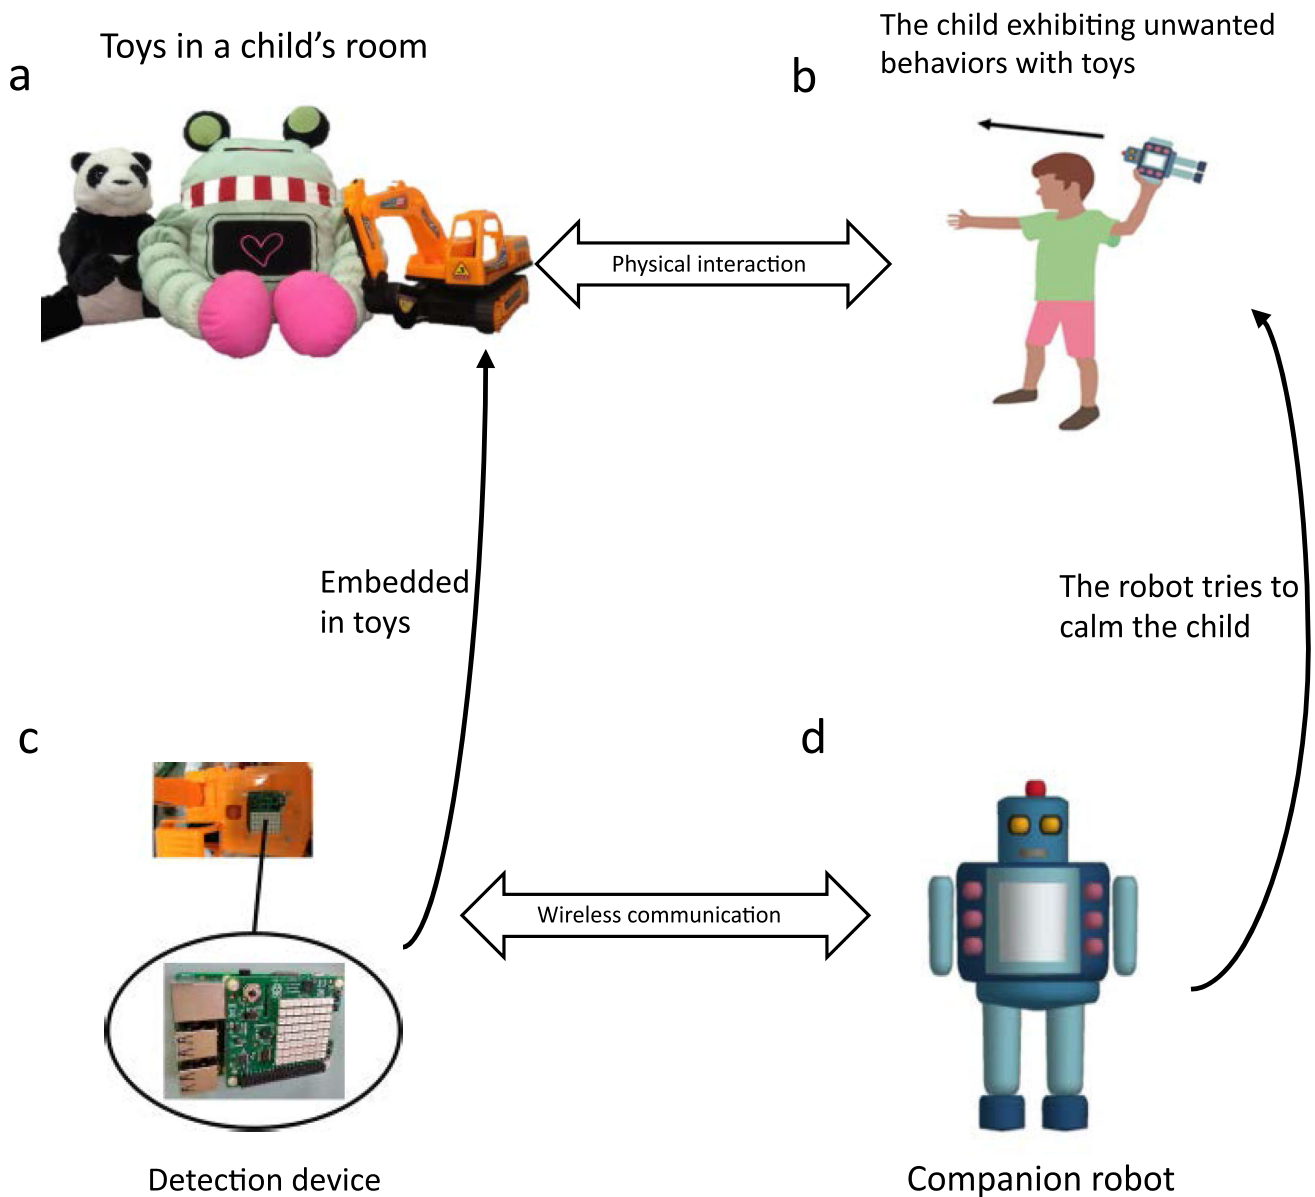 Toys in a child’s room
The child exhibiting unwanted
behaviors with toys
a
b
Physical interaction
Embedded
in toys
The robot tries to
calm the child
c
d
Wireless communication
Detection device
Companion robot